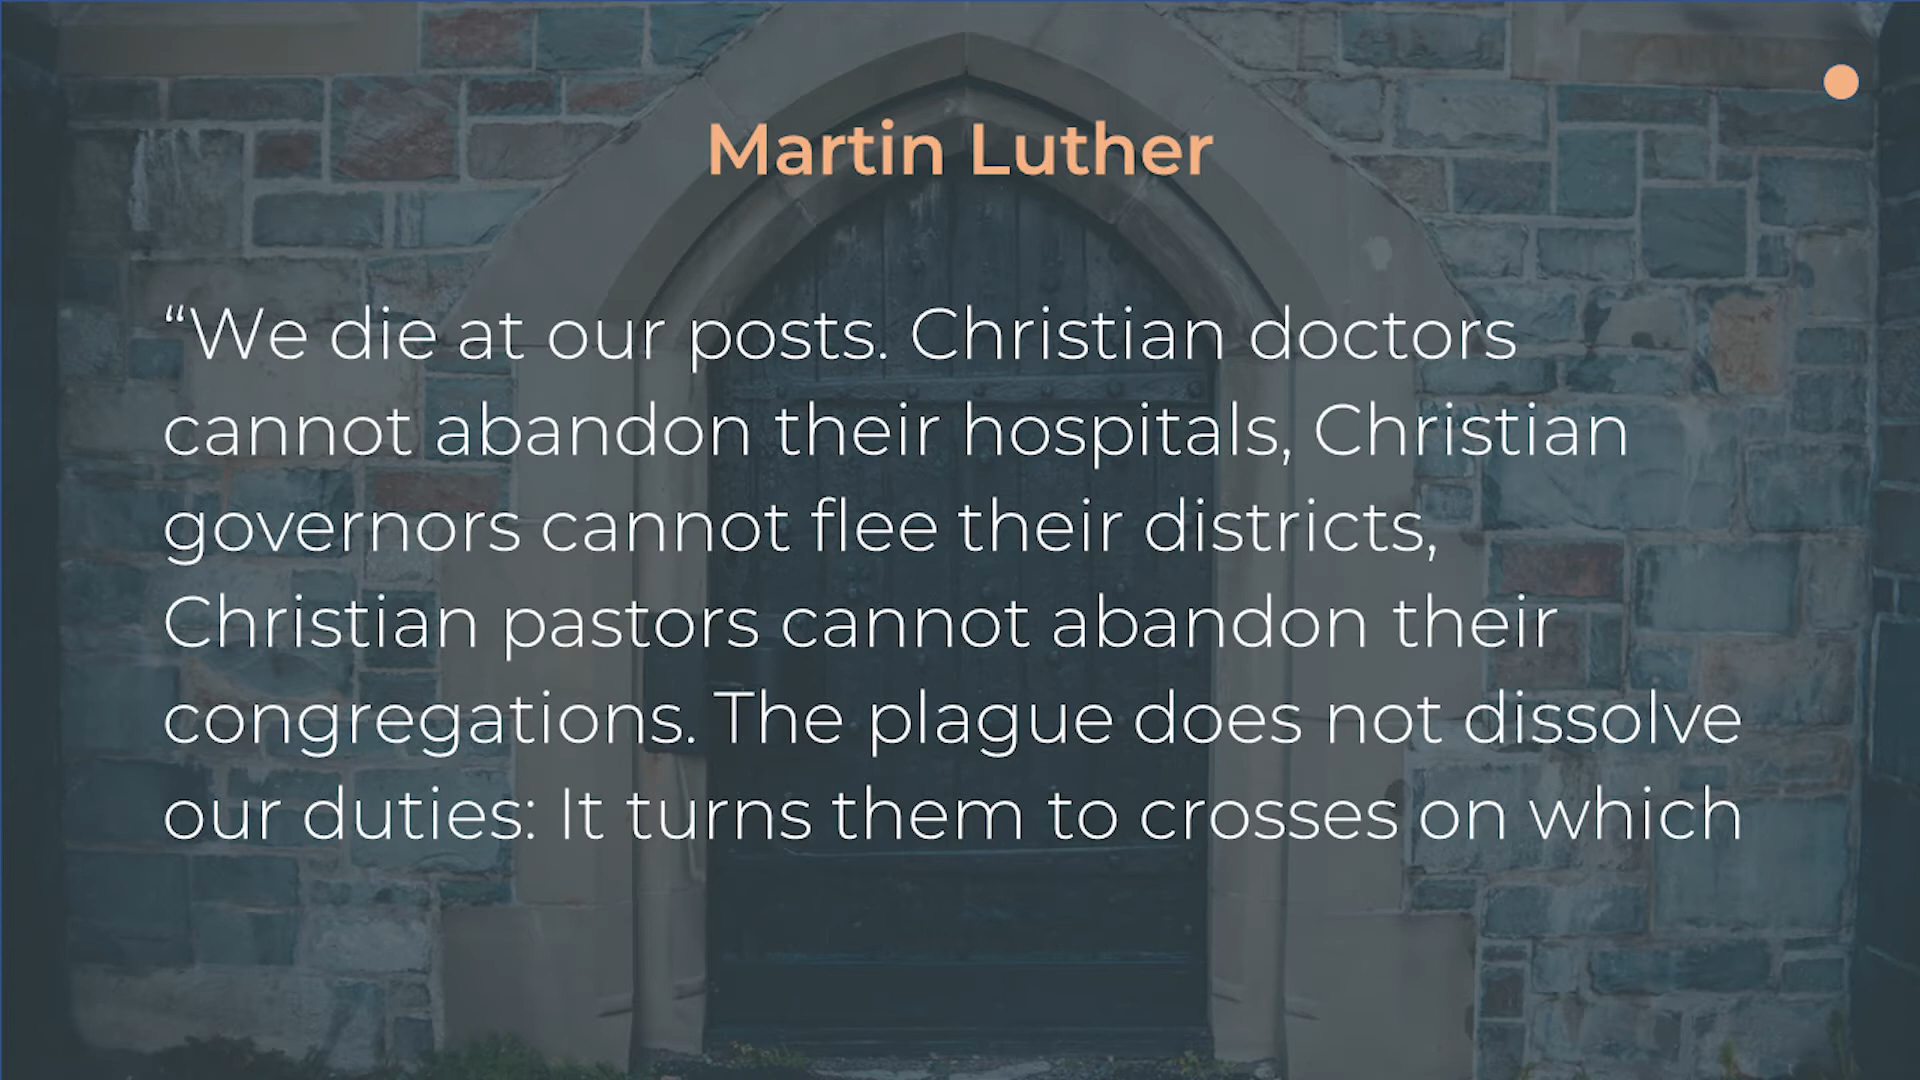 Martin Luther
“We die at our posts. Christian doctors
cannot abandon their hospitals, Christian
governors cannot flee their districts,
Christian pastors cannot abandon their
congregations. The plague does not dissolve
our duties: It turns them to crosses on which